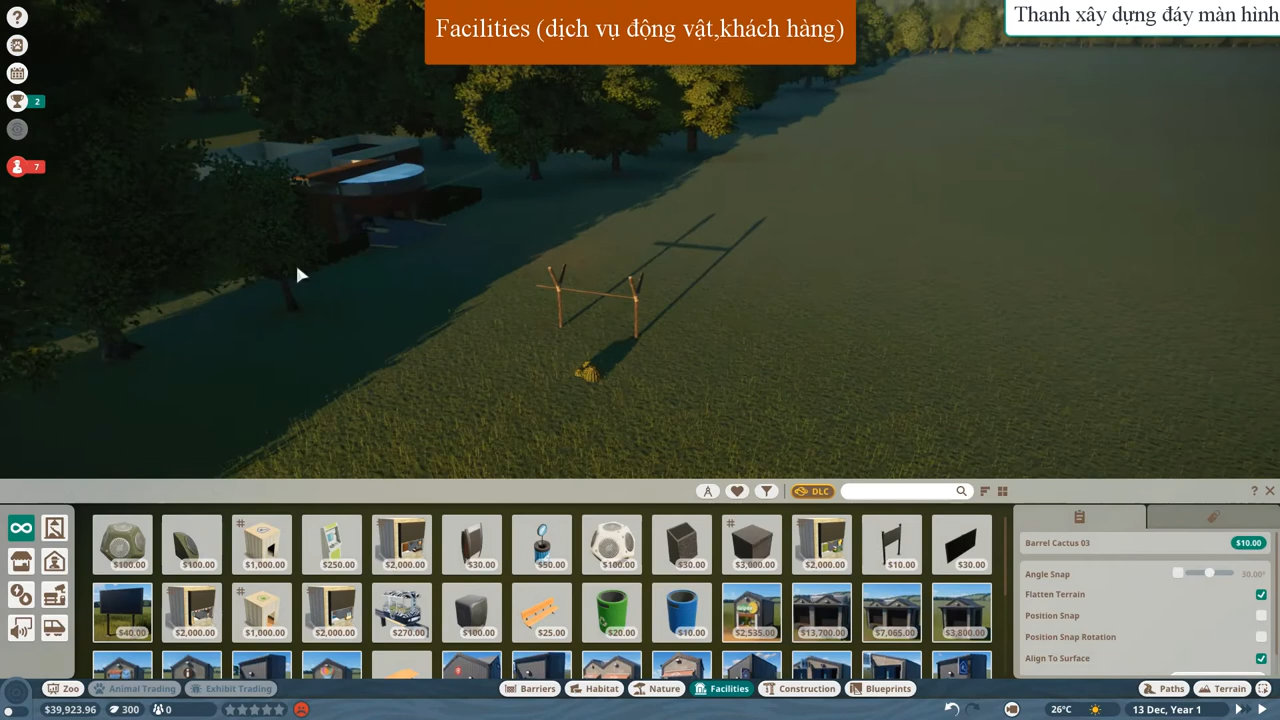 Facilities (dịch vụ động vật,khách hàng)
Thanh xây dựng đáy màn hình
?
2
7
DLC
? ×
$100.00 $100.00 $1,000.00 $250.00 $2,000.00 $30.00 $50.00 $100.00 $30.00 $3,000.00 $2,000.00 $10.00 $30.00
$40.00 $2,000.00 $1,000.00 $2,000.00 $270.00 $100.00 $25.00 $20.00 $10.00 $2,535.00 $13,700.00 $7,065.00 $3,800.00
Barrel Cactus 03 $10.00
Angle Snap 30.00°
Flatten Terrain
Position Snap
Position Snap Rotation
Align To Surface
Zoo Animal Trading Exhibit Trading Barriers Habitat Nature Facilities Construction Blueprints Paths Terrain
$39,923.96 300 0 26°C 13 Dec, Year 1